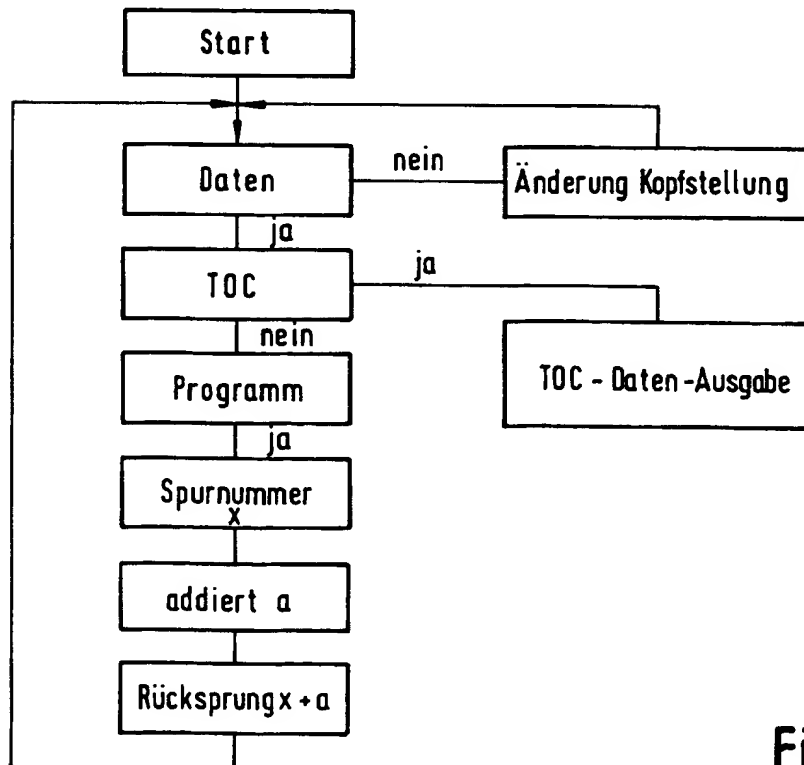 Start
Daten
nein
Änderung Kopfstellung
ja
TOC
ja
nein
TOC - Daten - Ausgabe
Programm
ja
Spurnummer
x
addiert a
Rücksprung x + a